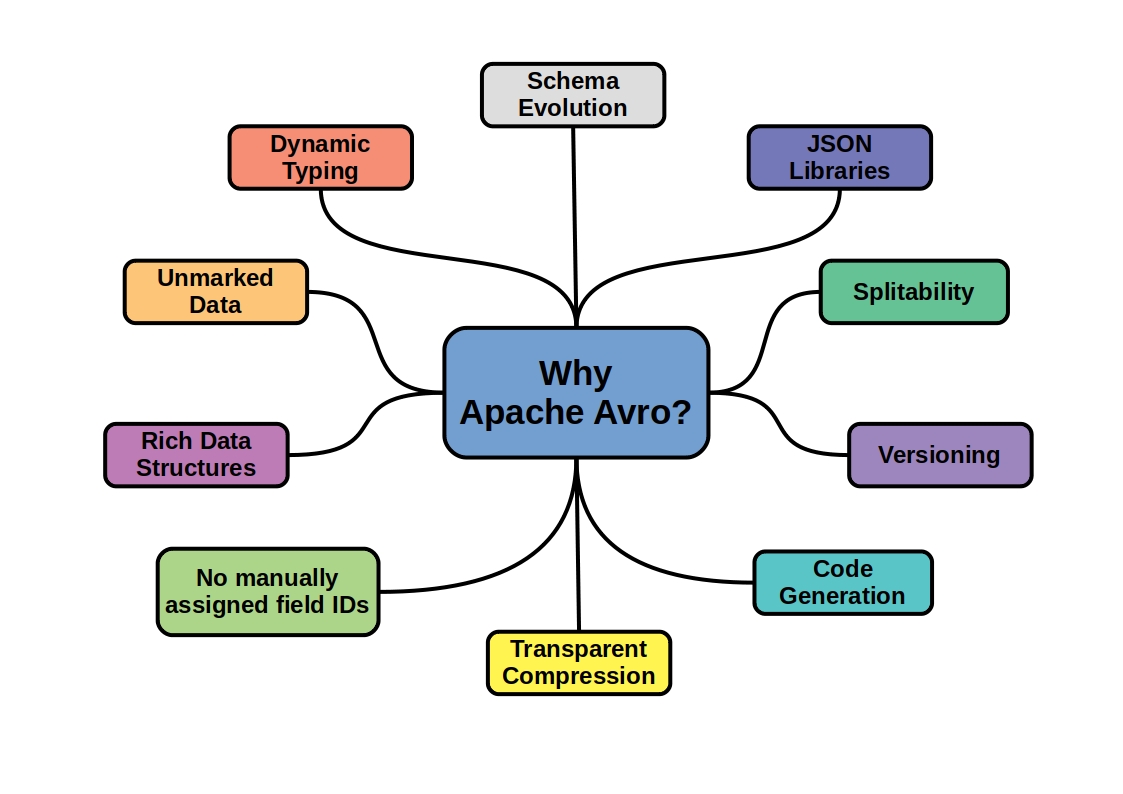 Schema
Evolution
Dynamic
Typing
JSON
Libraries
Unmarked
Data
Splitability
Why
Apache Avro?
Rich Data
Structures
Versioning
No manually
assigned field IDs
Code
Generation
Transparent
Compression